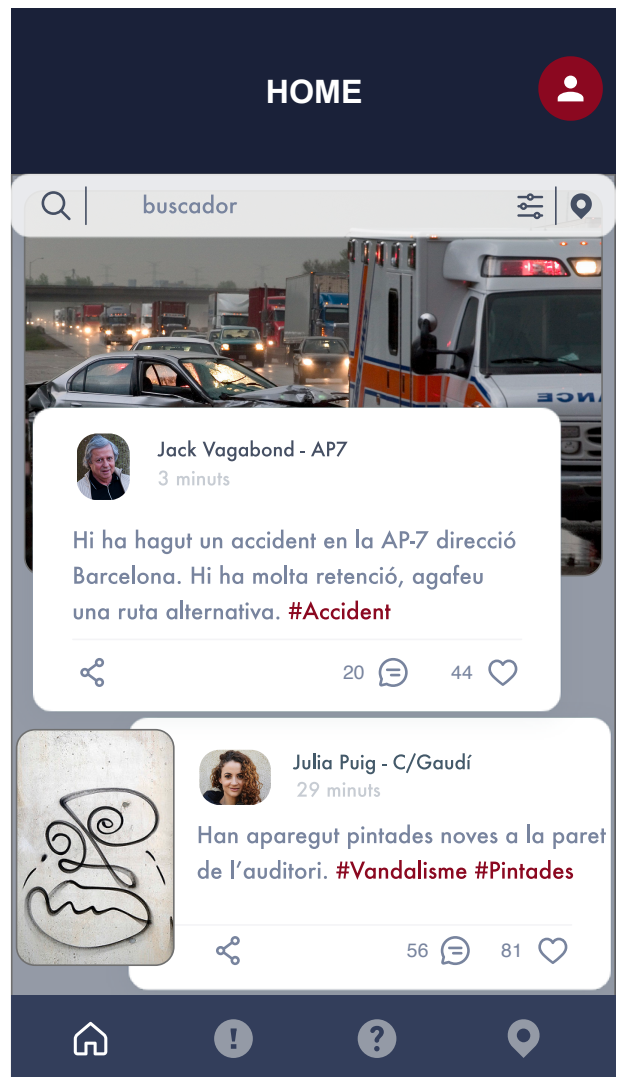 HOME
buscador
Jack Vagabond - AP7
3 minuts
Hi ha hagut un accident en la AP-7 direcció
Barcelona. Hi ha molta retenció, agafeu
una ruta alternativa. #Accident
20 44
Julia Puig - C/Gaudí
29 minuts
Han aparegut pintades noves a la paret
de l'auditori. #Vandalisme #Pintades
56 81